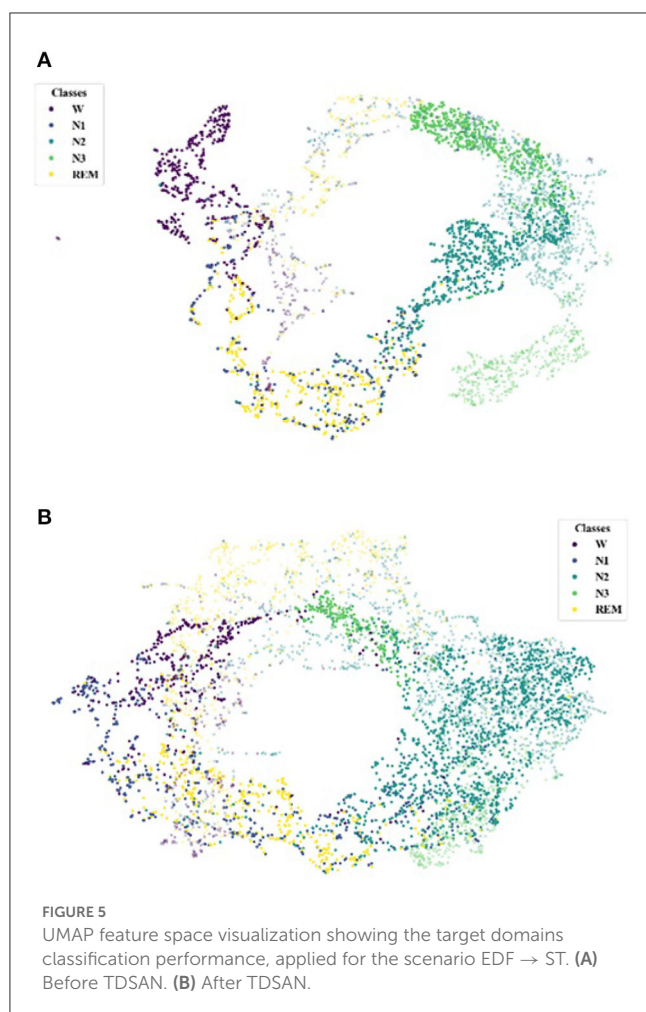 A
Classes
W
N1
N2
N3
REM
B
Classes
W
N1
N2
N3
REM
FIGURE 5
UMAP feature space visualization showing the target domains
classification performance, applied for the scenario EDF → ST. (A)
Before TDSAN. (B) After TDSAN.